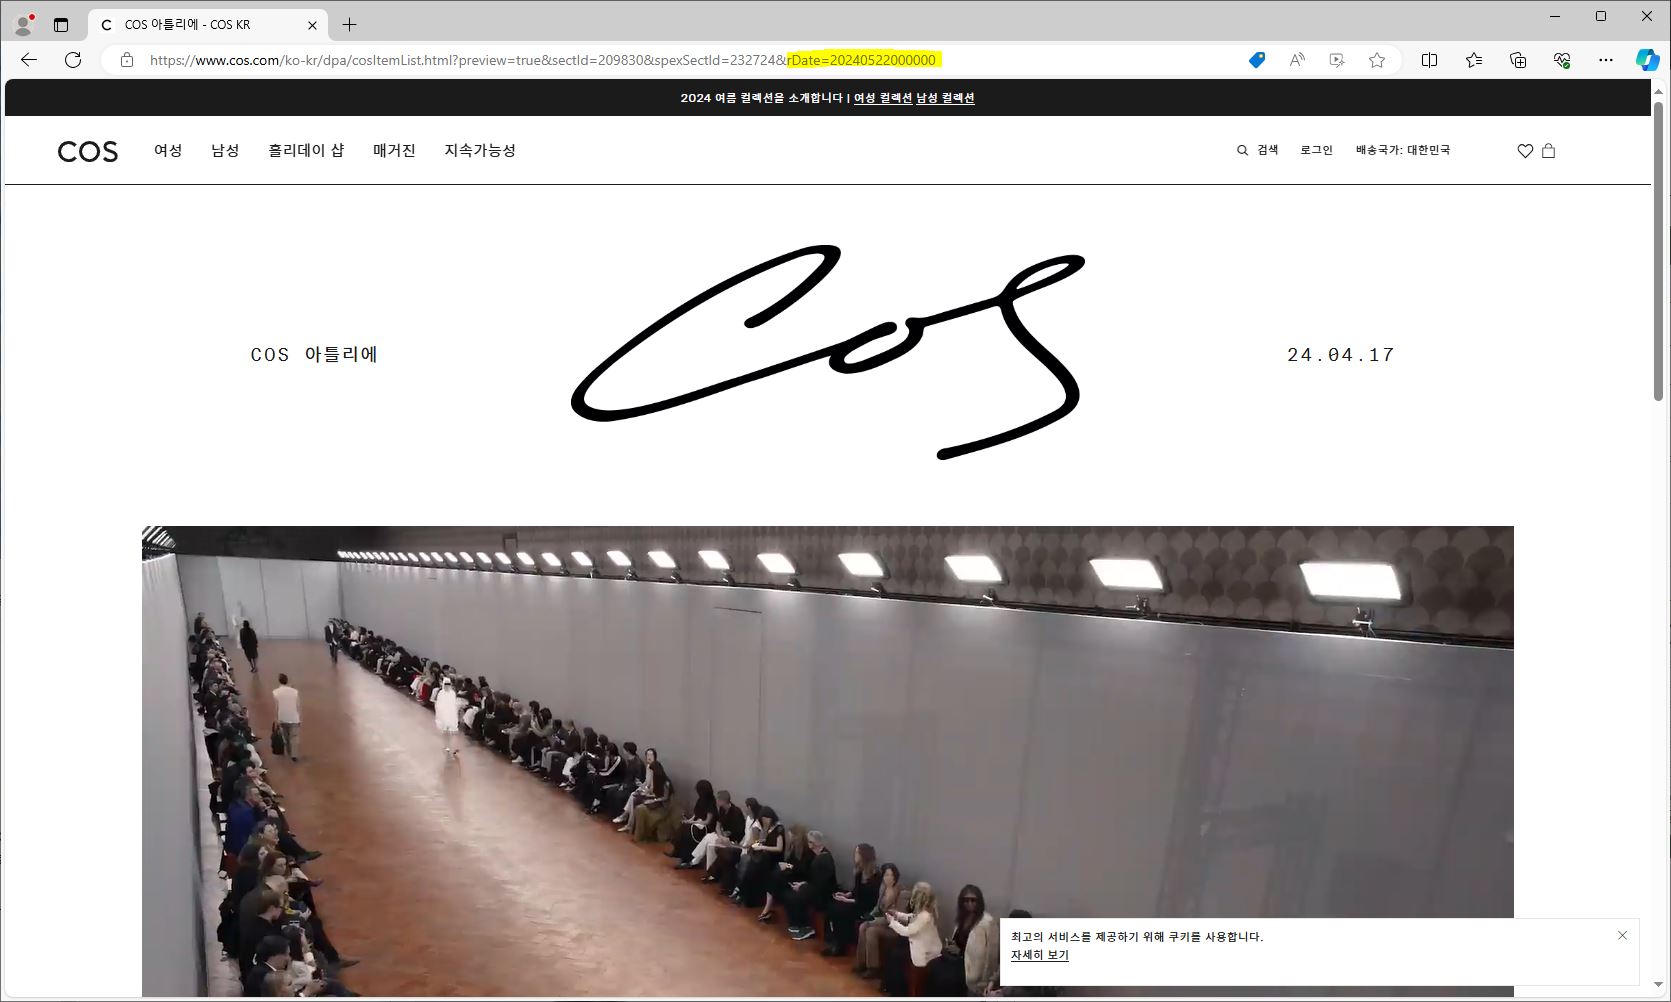 COS 아틀리에 - COS KR
https://www.cos.com/ko-kr/dpa/cosItemList.html?preview=true&sectId=209830&spexSectId=232724&rDate=20240522000000
2024 여름 컬렉션을 소개합니다 | 여성 컬렉션 남성 컬렉션
COS 여성 남성 홀리데이 샵 매거진 지속가능성 검색 로그인 배송국가: 대한민국
COS 아틀리에 Cos 24.04.17
최고의 서비스를 제공하기 위해 쿠키를 사용합니다.
자세히 보기